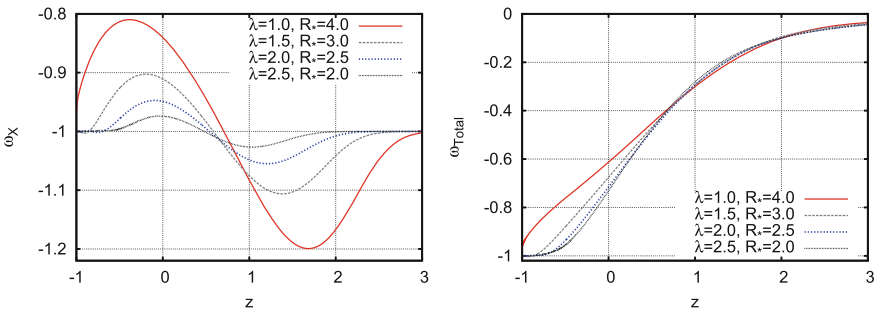 -0.8
-0.9
-1
-1.1
-1.2
ωX
λ=1.0, R*=4.0
λ=1.5, R*=3.0
λ=2.0, R*=2.5
λ=2.5, R*=2.0
-1 0 1 2 3
z
0
-0.2
-0.4
-0.6
-0.8
-1
ωTotal
λ=1.0, R*=4.0
λ=1.5, R*=3.0
λ=2.0, R*=2.5
λ=2.5, R*=2.0
-1 0 1 2 3
z